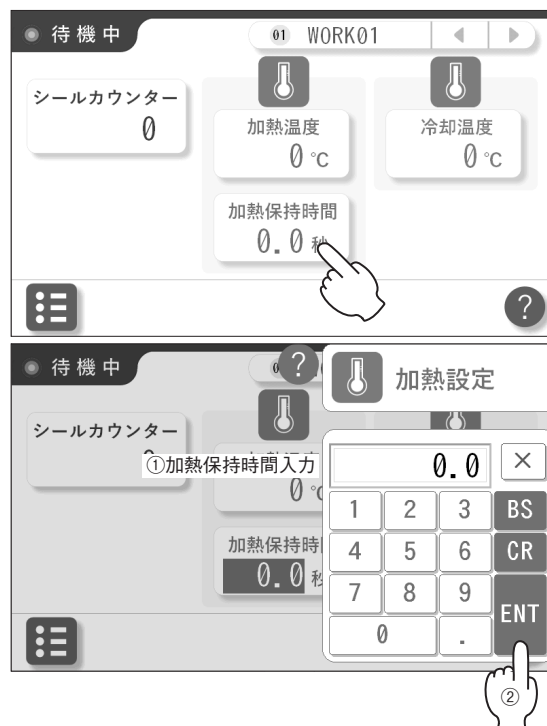 待機中
01 WORK01
シールカウンター
0
加熱温度
0 ℃
冷却温度
0 ℃
加熱保持時間
0.0 秒
?
待機中
0
?
加熱設定
シールカウンター
①加熱保持時間入力
0.0
×
0 ℃
1 2 3 BS
加熱保持時
4 5 6 CR
0.0 秒
7 8 9 ENT
0 .
②